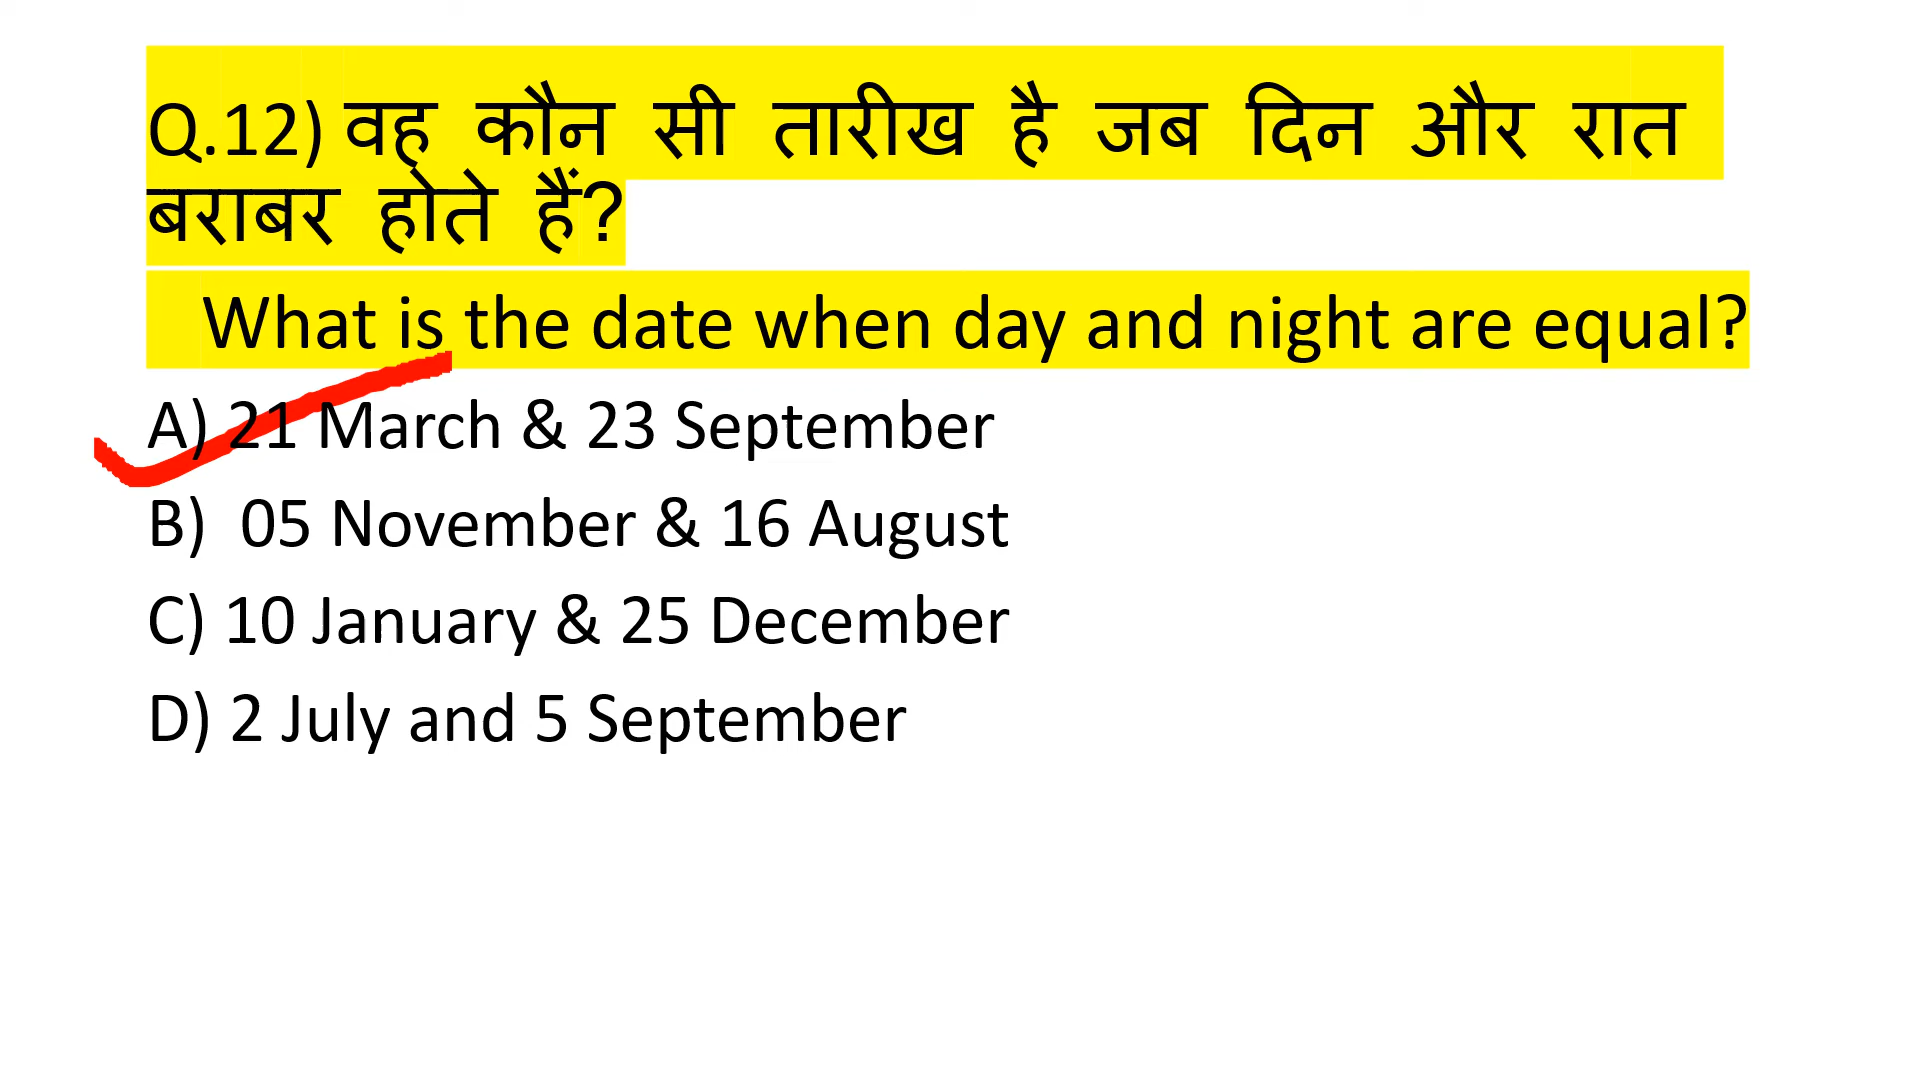 Q.12) वह कौन सी तारीख है जब दिन और रात
बराबर होते हैं?
What is the date when day and night are equal?
A) 21 March & 23 September
B) 05 November & 16 August
C) 10 January & 25 December
D) 2 July and 5 September